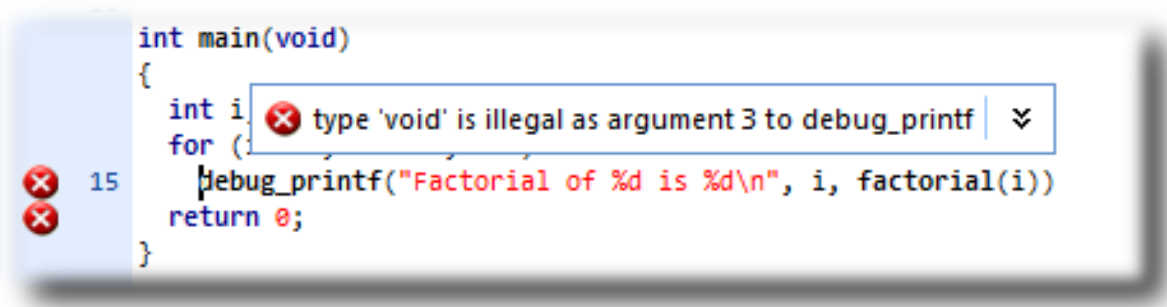 int main(void)
{
int i
type 'void' is illegal as argument 3 to debug_printf
for (
15 debug_printf("Factorial of %d is %d\n", i, factorial(i))
return 0;
}